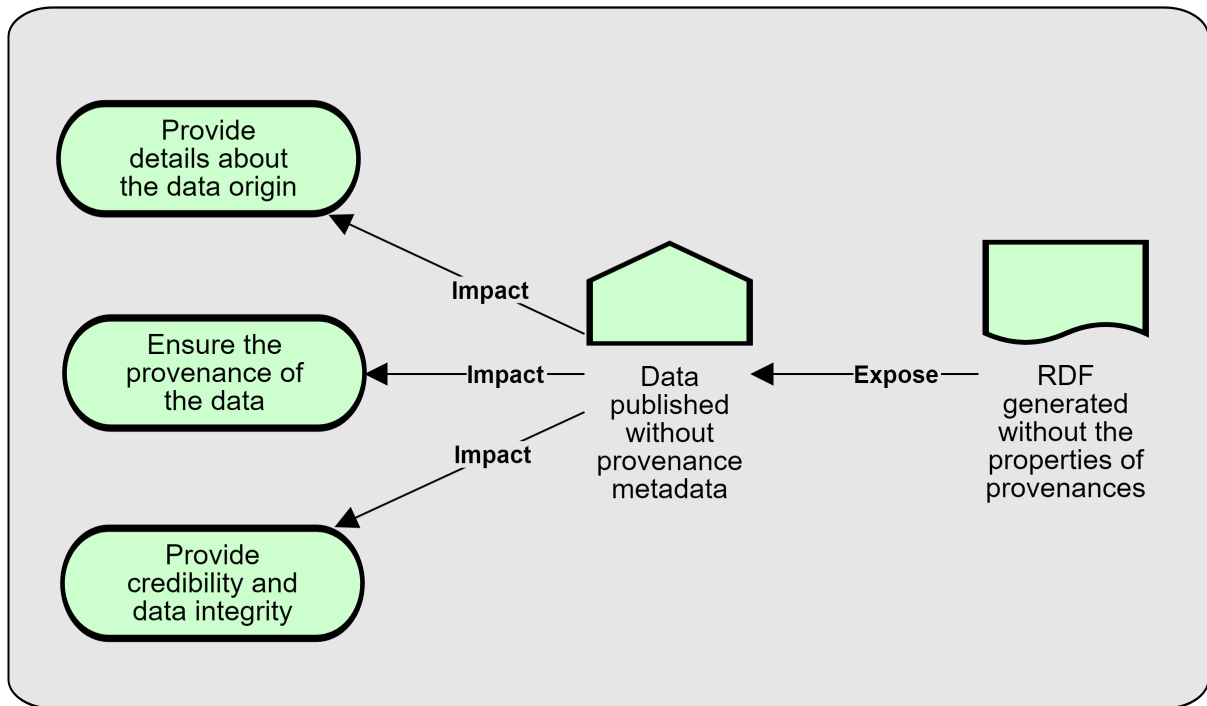 Provide
details about
the data origin
Impact
Ensure the
provenance of
the data
Impact
Data
published
without
provenance
metadata
Expose
RDF
generated
without the
properties of
provenances
Impact
Provide
credibility and
data integrity